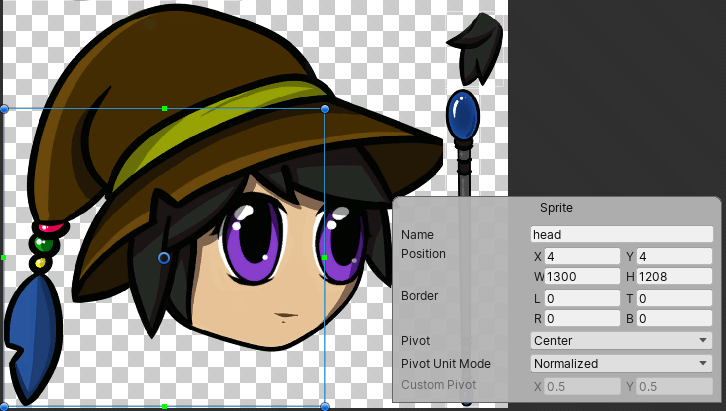 Sprite
Name head
Position X 4 Y 4
W 1300 H 1208
Border L 0 T 0
R 0 B 0
Pivot Center
Pivot Unit Mode Normalized
Custom Pivot X 0.5 Y 0.5